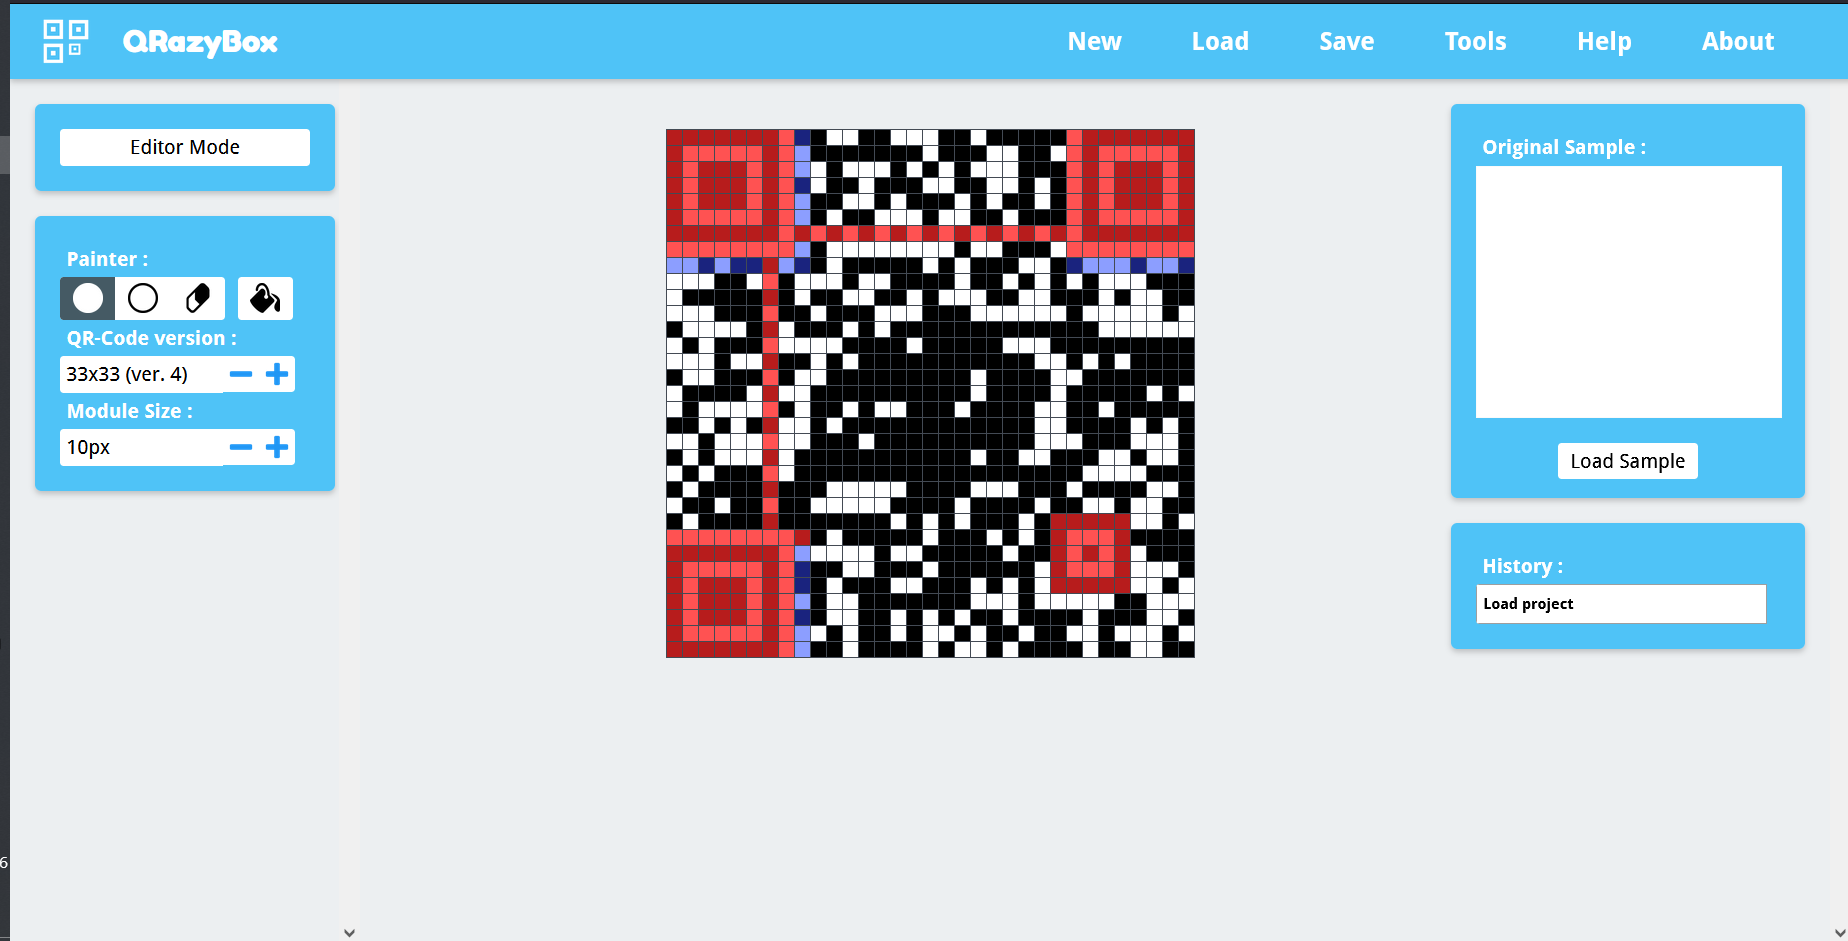 QRazyBox
New
Load
Save
Tools
Help
About
Editor Mode
Painter :
QR-Code version :
33x33 (ver. 4)
Module Size :
10px
Original Sample :
Load Sample
History :
Load project
6